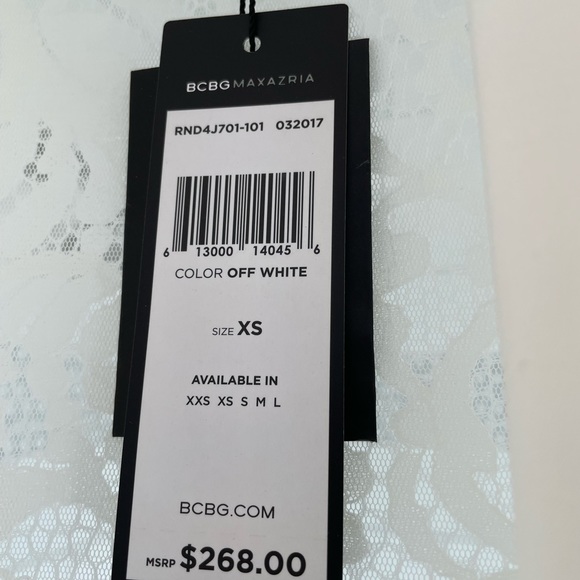 BCBGMAXAZRIA
RND4J701-101 032017
6 13000 14045 6
COLOR OFF WHITE
SIZE XS
AVAILABLE IN
XXS XS S M L
BCBG.COM
MSRP $268.00